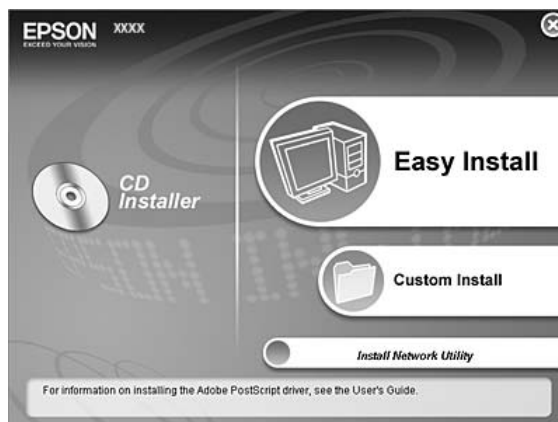 EPSON XXXX
EXCEED YOUR VISION
CD
Installer
Easy Install
Custom Install
Install Network Utility
For information on installing the Adobe PostScript driver, see the User's Guide.